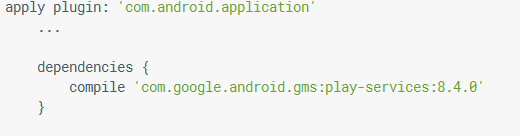 apply plugin: 'com.android.application'
...
dependencies {
compile 'com.google.android.gms:play-services:8.4.0'
}